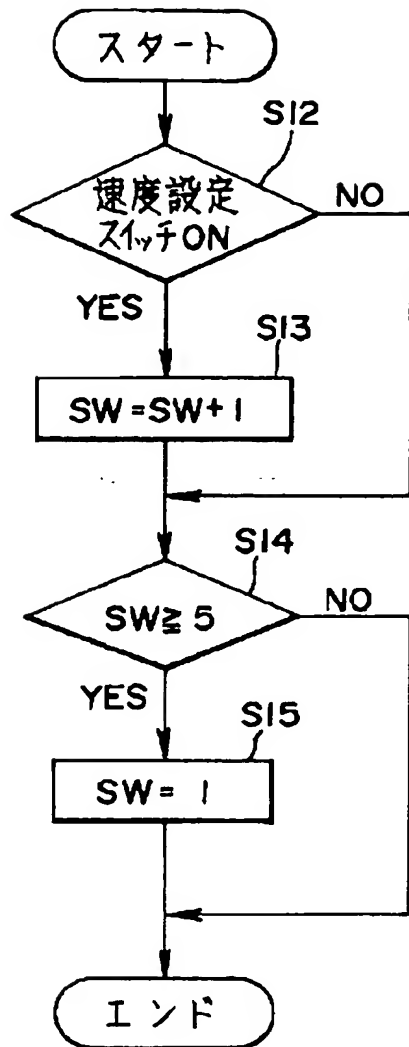 スタート
S12
速度設定
スイッチON
NO
YES
S13
SW=SW+1
S14
SW≧5
NO
YES
S15
SW= 1
エンド